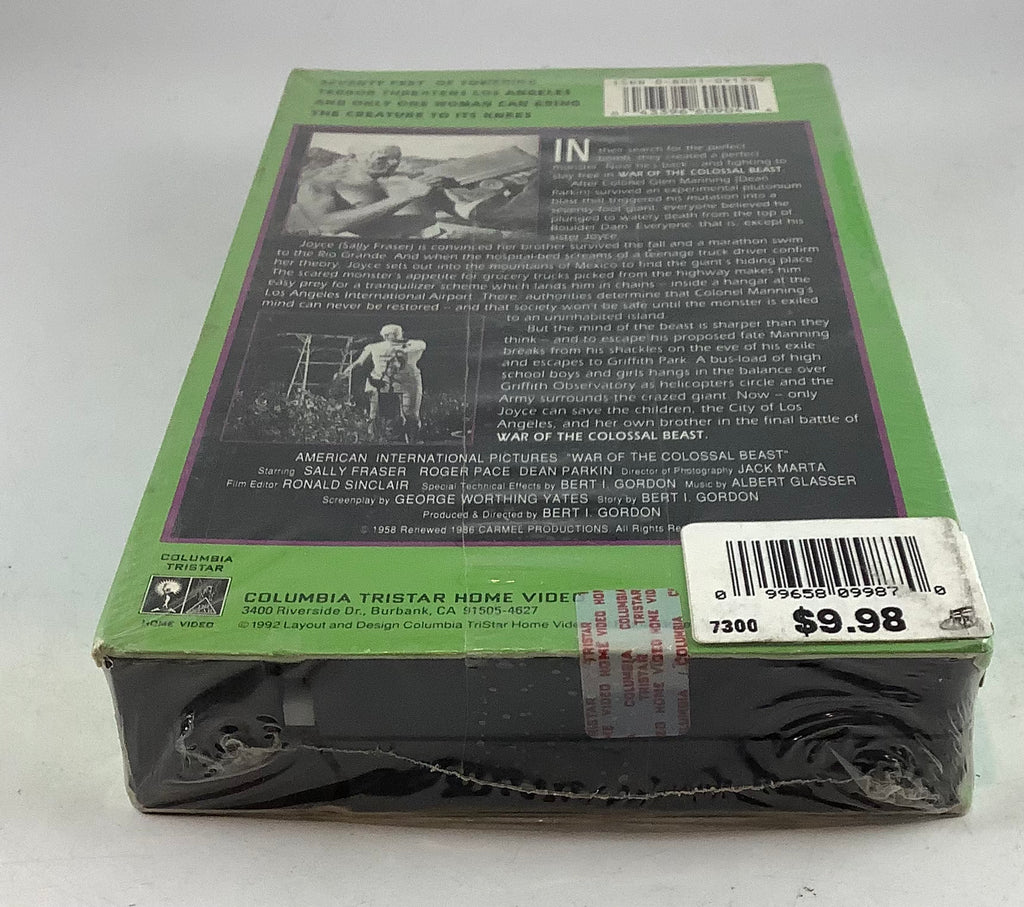 SEVENTY FEET OF TOWERING
TERROR THREATENS LOS ANGELES
AND ONLY ONE WOMAN CAN BRING
THE CREATURE TO ITS KNEES
IN their search for the perfect
bomb, they created a perfect
monster. Now he's back – and fighting to
stay free in WAR OF THE COLOSSAL BEAST.
After Colonel Glen Manning (Dean
Parkin) survived an experimental plutonium
blast that triggered his mutation into a
seventy-foot giant, everyone believed he
plunged to watery death from the top of
Boulder Dam. Everyone, that is, except his
sister Joyce.
Joyce (Sally Fraser) is convinced her brother survived the fall and a marathon swim
to the Rio Grande. And when the hospital-bed screams of a teenage truck driver confirm
her theory, Joyce sets out into the mountains of Mexico to find the giant's hiding place.
The scared monster's appetite for grocery trucks picked from the highway makes him
easy prey for a tranquilizer scheme which lands him in chains – inside a hangar at the
Los Angeles International Airport. There, authorities determine that Colonel Manning's
mind can never be restored – and that society won't be safe until the monster is exiled
to an uninhabited island.
But the mind of the beast is sharper than they
think – and to escape his proposed fate Manning
breaks from his shackles on the eve of his exile
and escapes to Griffith Park. A bus-load of high
school boys and girls hangs in the balance over
Griffith Observatory as helicopters circle and the
Army surrounds the crazed giant. Now – only
Joyce can save the children, the City of Los
Angeles, and her own brother in the final battle of
WAR OF THE COLOSSAL BEAST.
AMERICAN INTERNATIONAL PICTURES "WAR OF THE COLOSSAL BEAST"
Starring SALLY FRASER ROGER PACE DEAN PARKIN Director of Photography JACK MARTA
Film Editor RONALD SINCLAIR Special Technical Effects by BERT I. GORDON Music by ALBERT GLASSER
Screenplay by GEORGE WORTHING YATES Story by BERT I. GORDON
Produced & Directed by BERT I. GORDON
© 1958 Renewed 1986 CARMEL PRODUCTIONS. All Rights
COLUMBIA
TRISTAR
HOME VIDEO
COLUMBIA TRISTAR HOME VIDEO
3400 Riverside Dr., Burbank, CA 91505-4627
© 1992 Layout and Design Columbia TriStar Home Video
0 99658 09987 0
7300 $9.98
TRISTAR
VIDEO HOME
COLUMBIA COLUMBIA
TRISTAR TRISTAR
HOME VIDEO HOME VIDEO
COLUMBIA